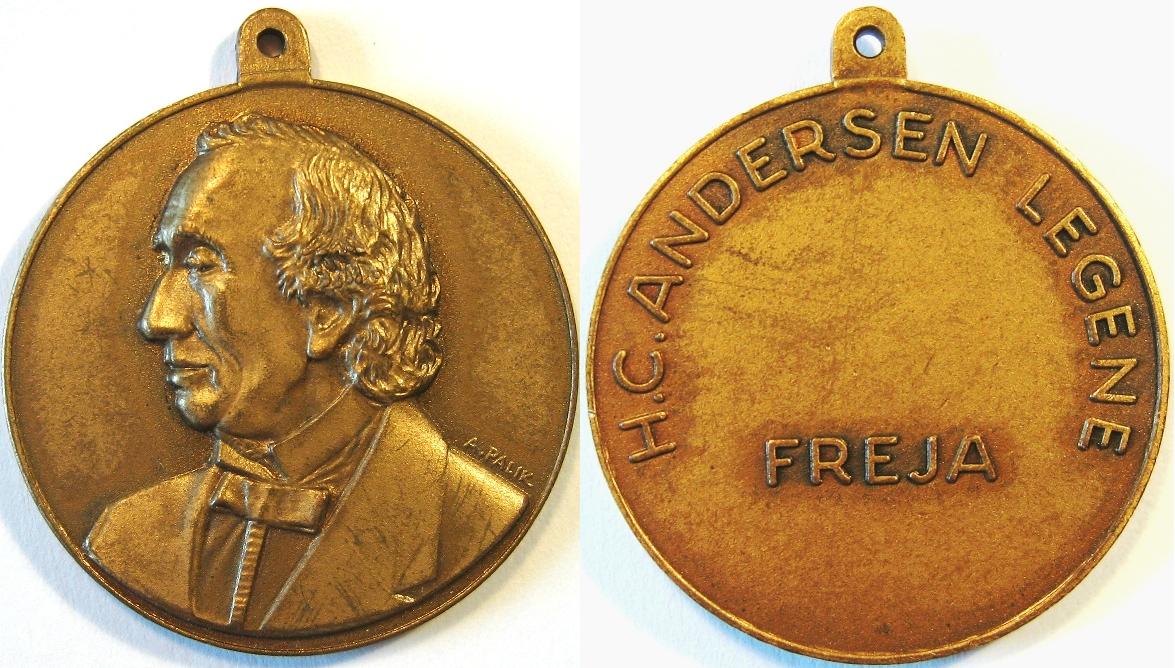 A. PALIK
H.C. ANDERSEN LEGENE
FREJA